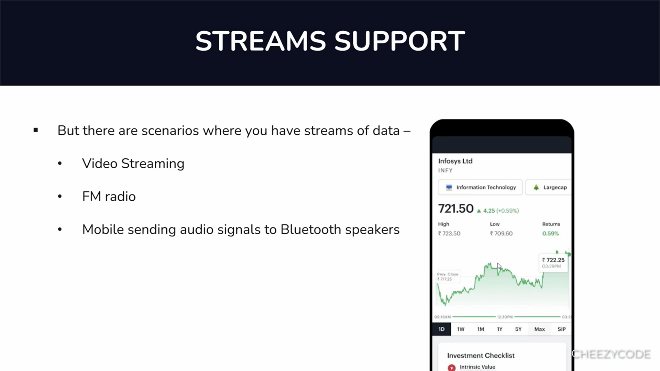 STREAMS SUPPORT
But there are scenarios where you have streams of data –
Video Streaming
FM radio
Mobile sending audio signals to Bluetooth speakers
Infosys Ltd
INFY
Information Technology
Largecap
721.50 ▲ 4.25 (+0.59%)
High Low Returns
₹ 723.50 ₹ 709.60 0.59%
₹ 722.25
1D 1W 1M 1Y 5Y Max SIP
Investment Checklist
Intrinsic Value
CHEEZYCODE